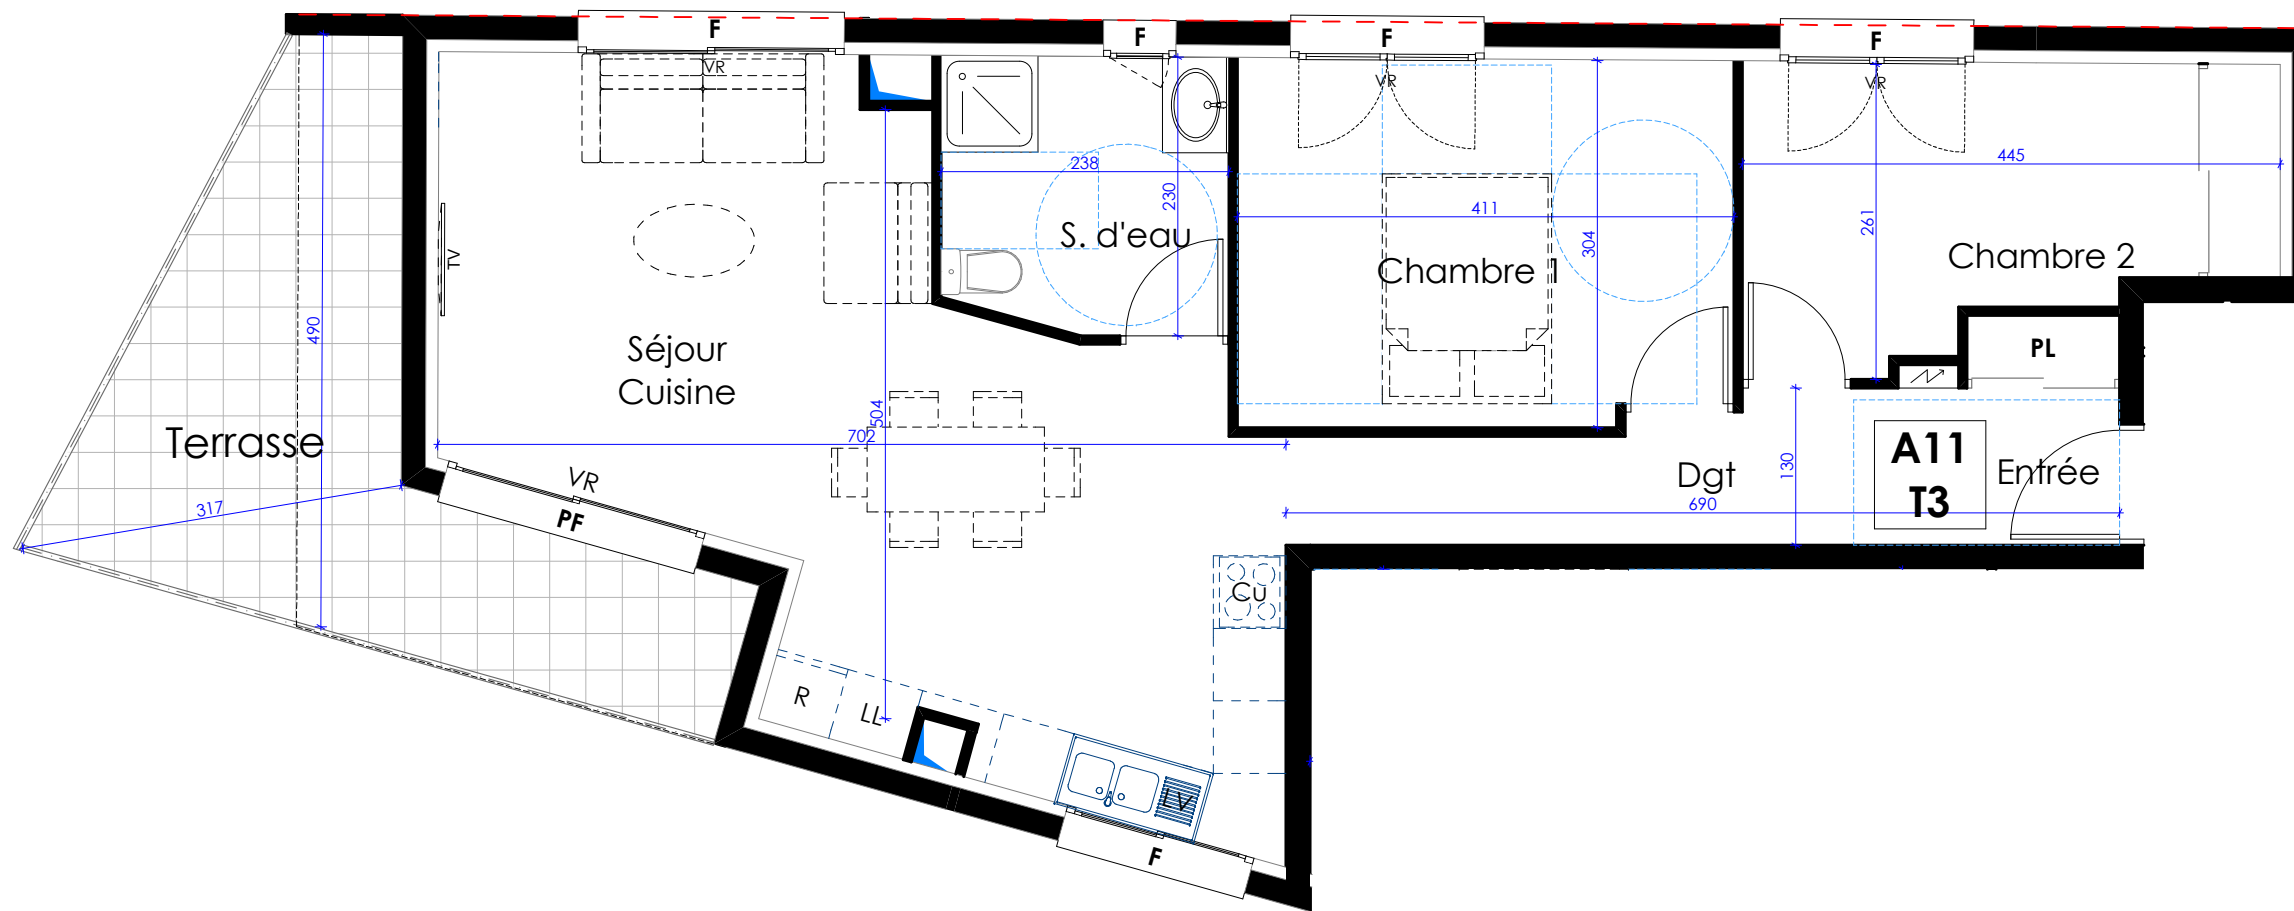 F
F
F
F
VR
VR
VR
238
230
411
304
445
261
S. d'eau
Chambre 1
Chambre 2
TV
490
Séjour
Cuisine
504
702
Terrasse
317
VR
PF
PL
Dgt
130
A11
T3
Entrée
690
Cu
R
LL
LV
F